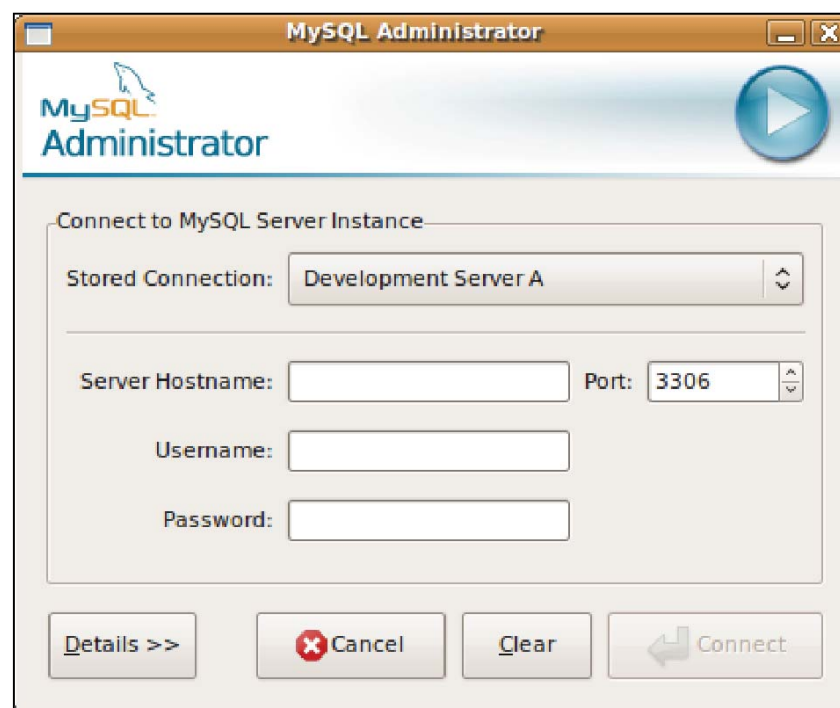 MySQL Administrator
MySQL
Administrator
Connect to MySQL Server Instance
Stored Connection: Development Server A
Server Hostname: Port: 3306
Username:
Password:
Details >> Cancel Clear Connect